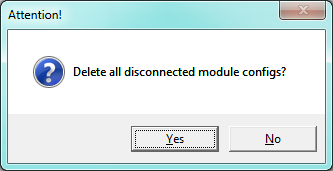 Attention!
Delete all disconnected module configs?
Yes
No